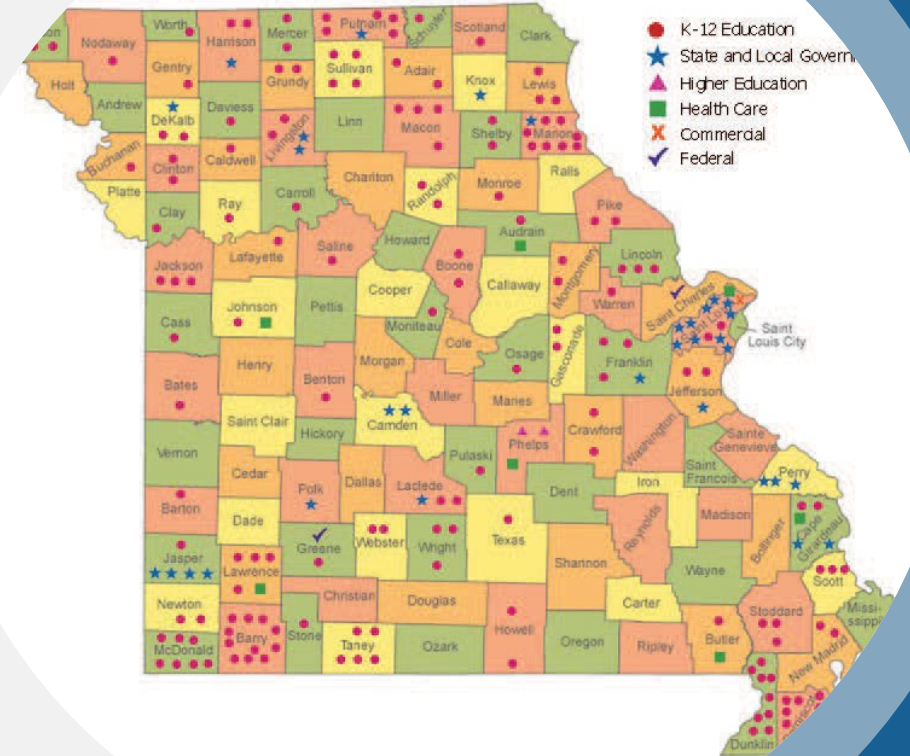 K-12 Education
State and Local Govern
Higher Education
Health Care
Commercial
Federal
Worth
Nodaway
Harrison
Mercer
Putnam
Schuyler
Scotland
Clark
Gentry
Sullivan
Adair
Knox
Lewis
Holt
Andrew
DeKalb
Daviess
Grundy
Linn
Macon
Shelby
Marion
Livingston
Buchanan
Clinton
Caldwell
Chariton
Randolph
Monroe
Ralls
Platte
Clay
Ray
Carroll
Pike
Audrain
Jackson
Lafayette
Saline
Howard
Boone
Callaway
Montgomery
Lincoln
Warren
Saint Charles
Saint Louis
Saint
Louis City
Cass
Johnson
Pettis
Cooper
Moniteau
Cole
Osage
Gasconade
Franklin
Jefferson
Bates
Henry
Benton
Morgan
Miller
Maries
Saint Clair
Hickory
Camden
Crawford
Washington
Sainte
Genevieve
Vernon
Cedar
Polk
Dallas
Laclede
Pulaski
Phelps
Dent
Iron
Saint
Francois
Perry
Barton
Dade
Greene
Webster
Wright
Texas
Reynolds
Madison
Bollinger
Cape
Girardeau
Jasper
Lawrence
Shannon
Wayne
Scott
Newton
Christian
Douglas
Carter
Stoddard
Missi-
ssippi
McDonald
Barry
Stone
Taney
Ozark
Howell
Oregon
Ripley
Butler
New Madrid
Dunklin